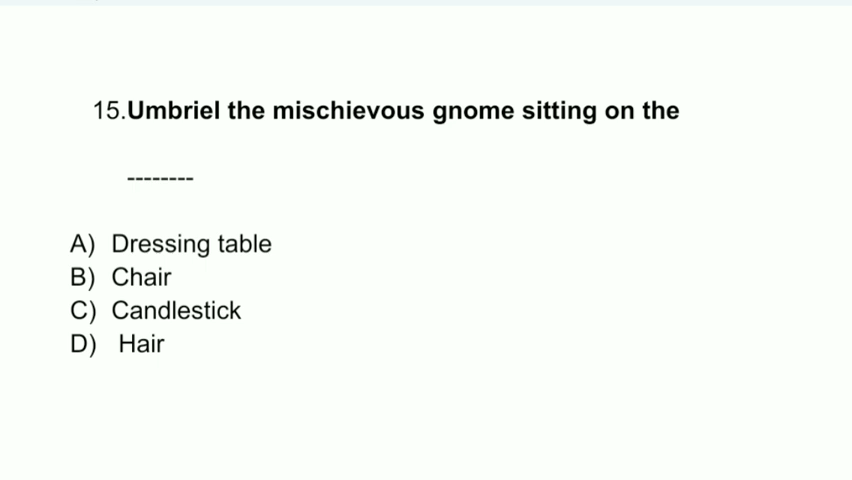 15.Umbriel the mischievous gnome sitting on the
--------
A) Dressing table
B) Chair
C) Candlestick
D) Hair